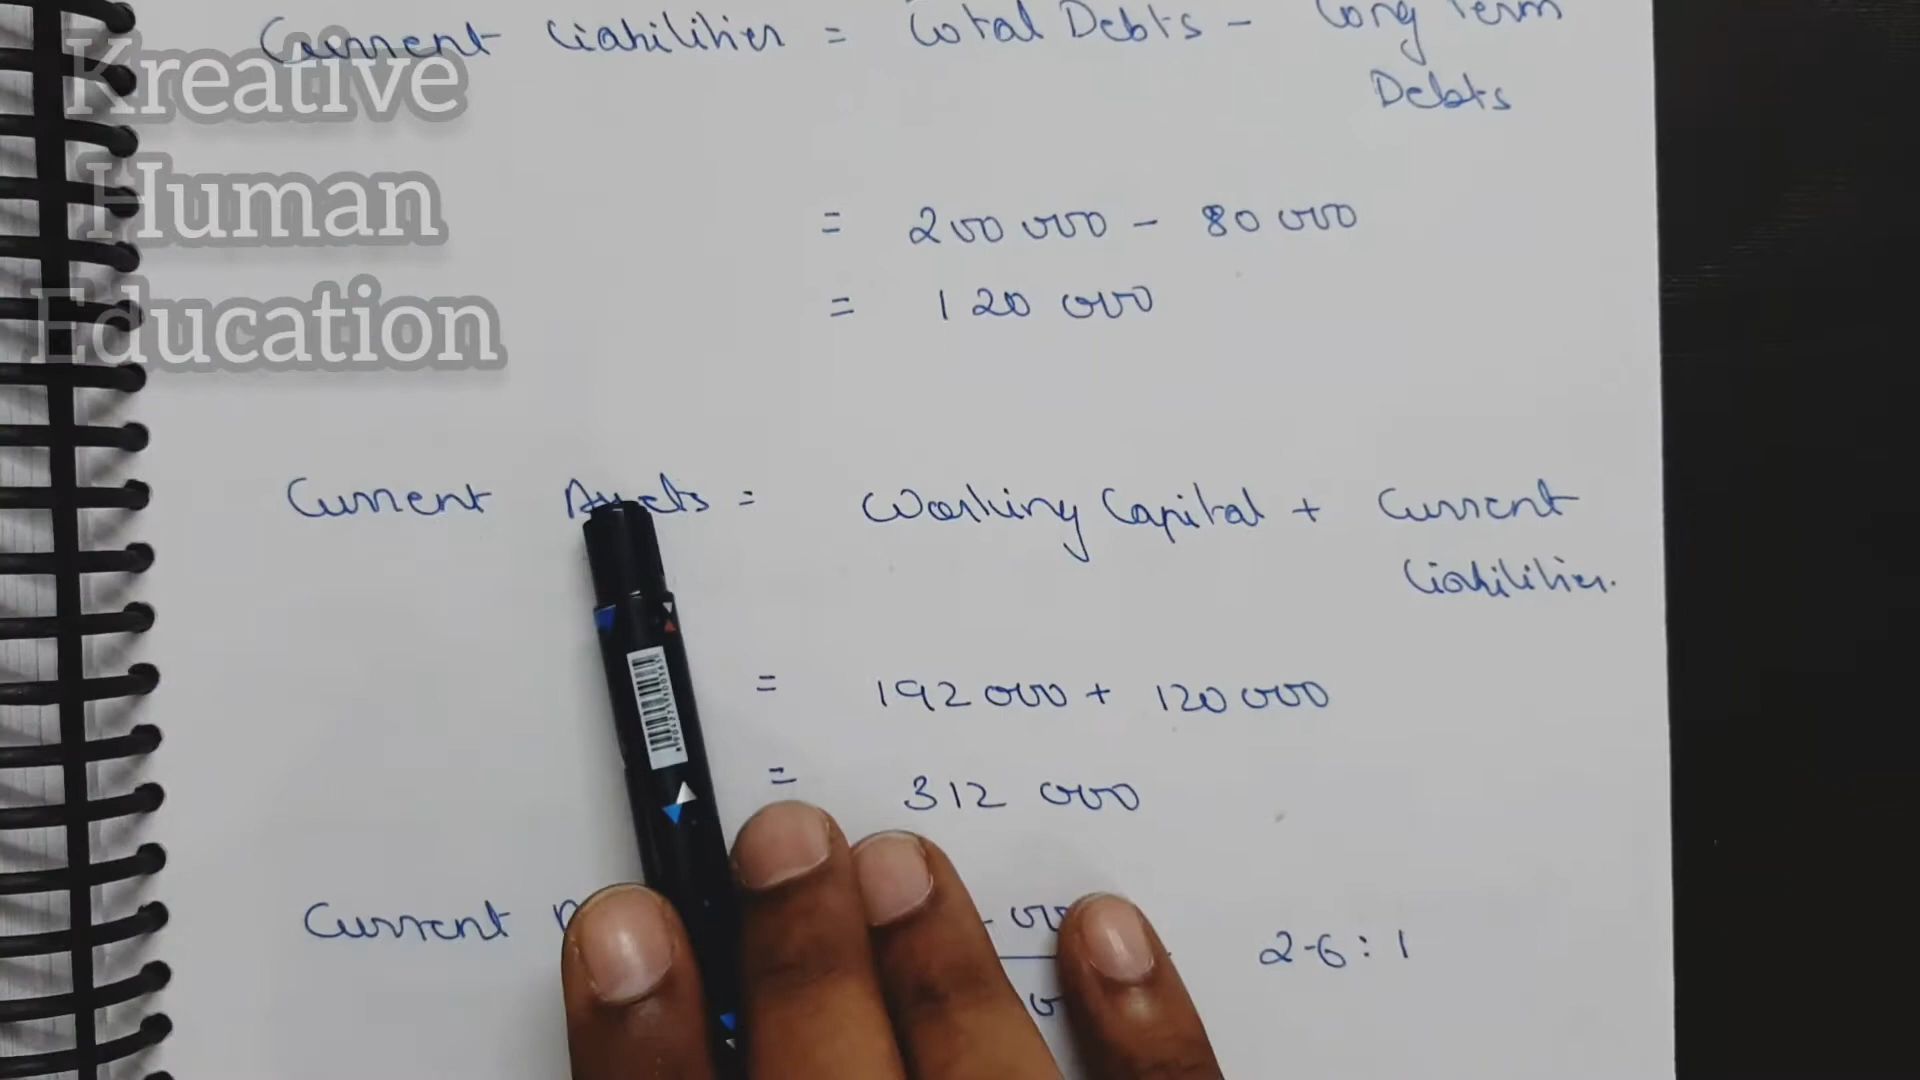 Kreative
Human
Education
Current Liabilities = Total Debts - Long Term
Debts
= 200 000 - 80 000
= 120 000
Current Assets = Working Capital + Current
Liabilities.
= 192 000 + 120 000
= 312 000
Current
2.6 : 1